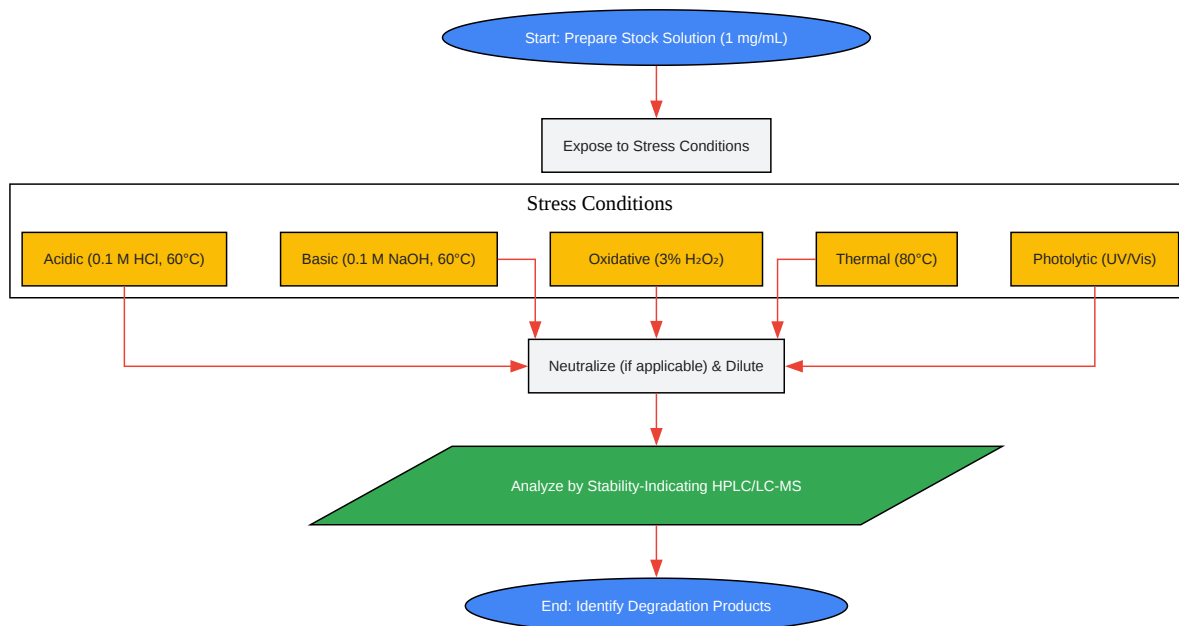 Start: Prepare Stock Solution (1 mg/mL)
Expose to Stress Conditions
Stress Conditions
Acidic (0.1 M HCl, 60°C)
Basic (0.1 M NaOH, 60°C)
Oxidative (3% H₂O₂)
Thermal (80°C)
Photolytic (UV/Vis)
Neutralize (if applicable) & Dilute
Analyze by Stability-Indicating HPLC/LC-MS
End: Identify Degradation Products